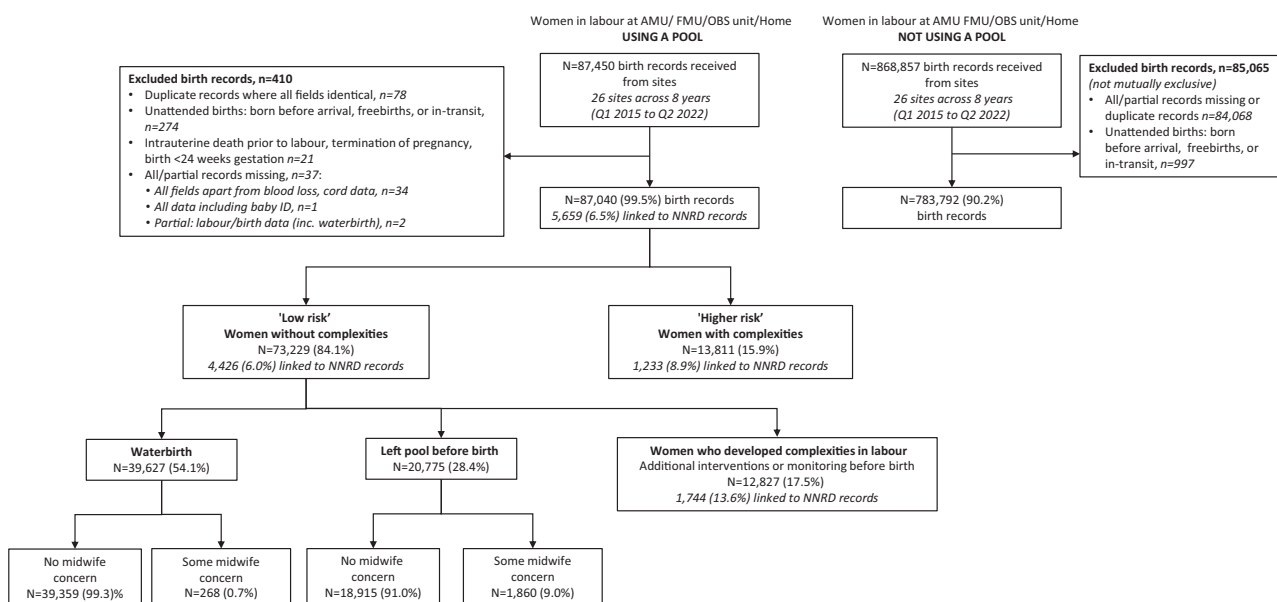 Women in labour at AMU/ FMU/OBS unit/Home
USING A POOL
Women in labour at AMU FMU/OBS unit/Home
NOT USING A POOL
N=87,450 birth records received
from sites
26 sites across 8 years
(Q1 2015 to Q2 2022)
N=868,857 birth records received
from sites
26 sites across 8 years
(Q1 2015 to Q2 2022)
Excluded birth records, n=410
• Duplicate records where all fields identical, n=78
• Unattended births: born before arrival, freebirths, or in-transit,
n=274
• Intrauterine death prior to labour, termination of pregnancy,
birth <24 weeks gestation n=21
• All/partial records missing, n=37:
• All fields apart from blood loss, cord data, n=34
• All data including baby ID, n=1
• Partial: labour/birth data (inc. waterbirth), n=2
Excluded birth records, n=85,065
(not mutually exclusive)
• All/partial records missing or
duplicate records n=84,068
• Unattended births: born
before arrival, freebirths, or
in-transit, n=997
N=87,040 (99.5%) birth records
5,659 (6.5%) linked to NNRD records
N=783,792 (90.2%)
birth records
'Low risk’
Women without complexities
N=73,229 (84.1%)
4,426 (6.0%) linked to NNRD records
'Higher risk’
Women with complexities
N=13,811 (15.9%)
1,233 (8.9%) linked to NNRD records
Waterbirth
N=39,627 (54.1%)
Left pool before birth
N=20,775 (28.4%)
Women who developed complexities in labour
Additional interventions or monitoring before birth
N=12,827 (17.5%)
1,744 (13.6%) linked to NNRD records
No midwife
concern
N=39,359 (99.3)%
Some midwife
concern
N=268 (0.7%)
No midwife
concern
N=18,915 (91.0%)
Some midwife
concern
N=1,860 (9.0%)